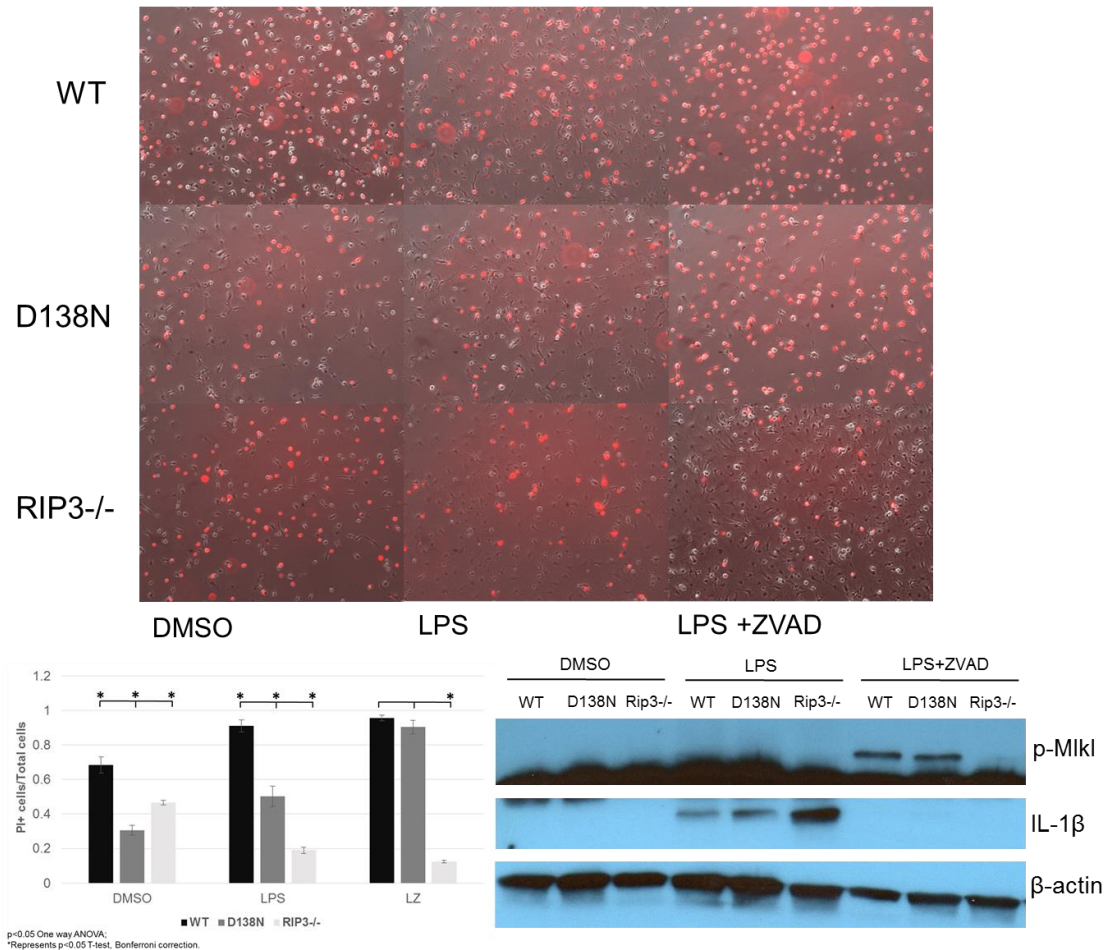 WT
D138N
RIP3-/-
DMSO LPS LPS +ZVAD
1.2
1
0.8
0.6
0.4
0.2
0
PI+ cells/Total cells
* * * * * * *
DMSO LPS LZ
WT D138N RIP3-/-
p<0.05 One way ANOVA;
*Represents p<0.05 T-test, Bonferroni correction.
DMSO LPS LPS+ZVAD
WT D138N Rip3-/- WT D138N Rip3-/- WT D138N Rip3-/-
p-Mlkl
IL-1β
β-actin